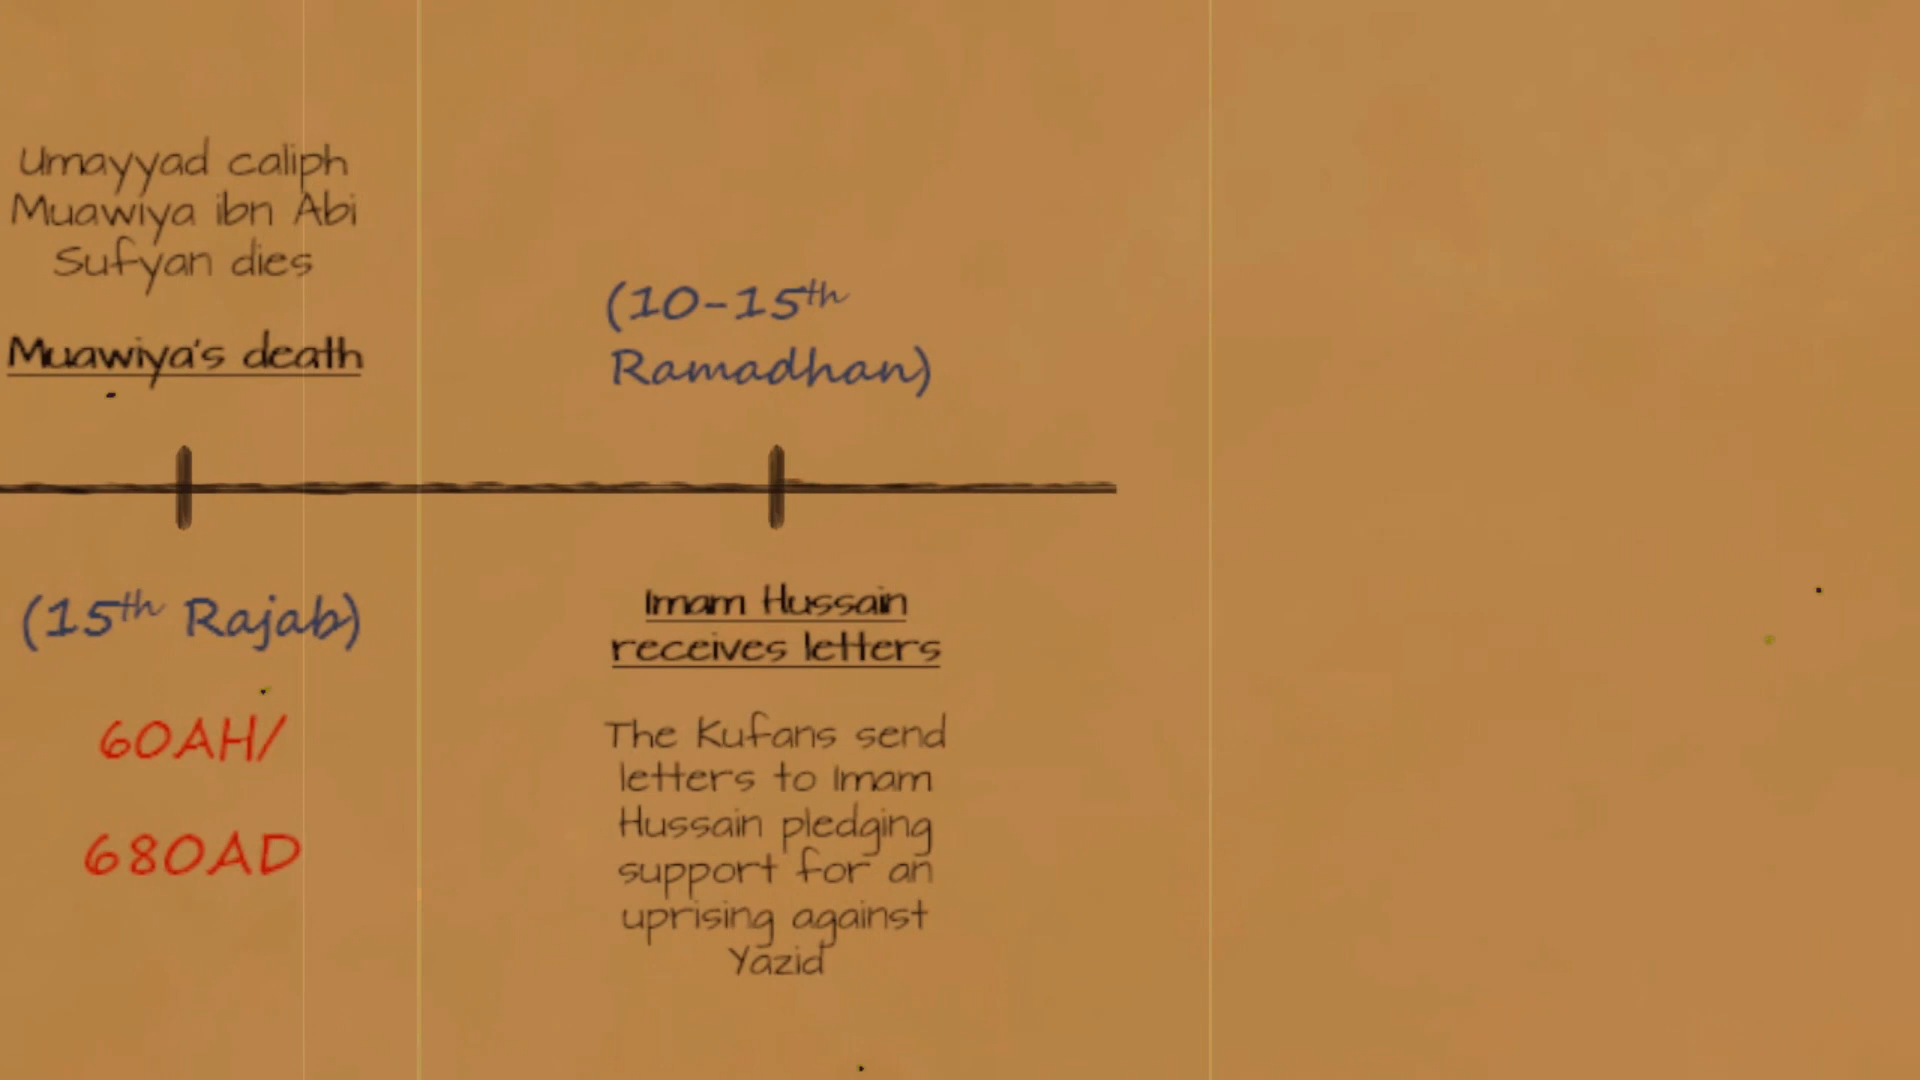 Umayyad caliph
Muawiya ibn Abi
Sufyan dies
Muawiya's death
(15th Rajab)
60AH/
680AD
(10-15th
Ramadhan)
Imam Hussain
receives letters
The Kufans send
letters to Imam
Hussain pledging
support for an
uprising against
Yazid